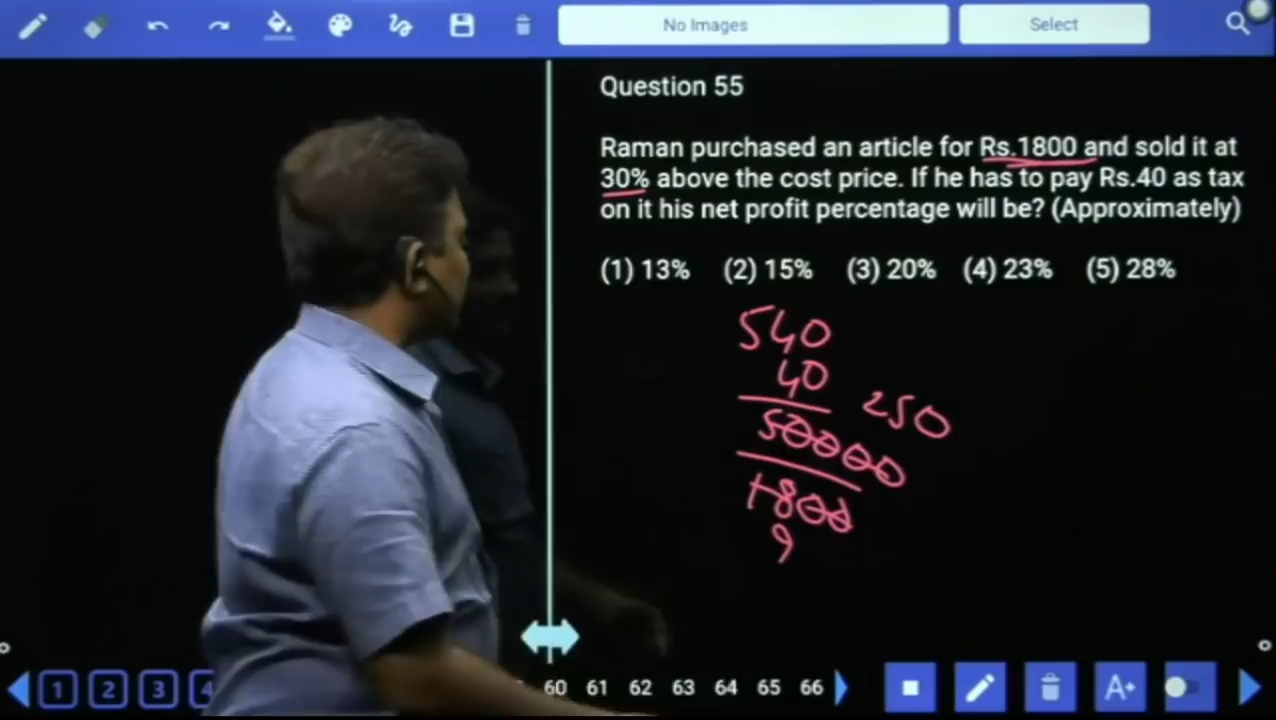 No Images
Select
Question 55
Raman purchased an article for Rs.1800 and sold it at
30% above the cost price. If he has to pay Rs.40 as tax
on it his net profit percentage will be? (Approximately)
(1) 13% (2) 15% (3) 20% (4) 23% (5) 28%
540
40
50000 250
1800
9
1 2 3 4 60 61 62 63 64 65 66 A+